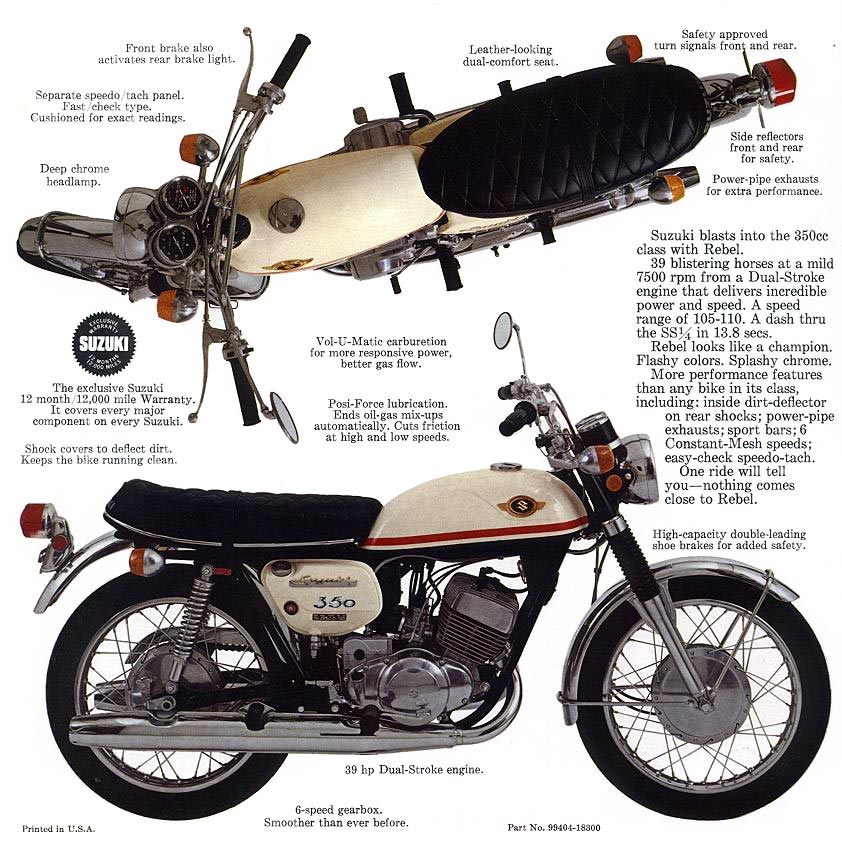 Front brake also
activates rear brake light.
Separate speedo/tach panel.
Fast/check type.
Cushioned for exact readings.
Deep chrome
headlamp.
Leather-looking
dual-comfort seat.
Safety approved
turn signals front and rear.
Side reflectors
front and rear
for safety.
Power-pipe exhausts
for extra performance.
Suzuki blasts into the 350cc
class with Rebel.
39 blistering horses at a mild
7500 rpm from a Dual-Stroke
engine that delivers incredible
power and speed. A speed
range of 105-110. A dash thru
the SS¼ in 13.8 secs.
Rebel looks like a champion.
Flashy colors. Splashy chrome.
More performance features
than any bike in its class,
including: inside dirt-deflector
on rear shocks; power-pipe
exhausts; sport bars; 6
Constant-Mesh speeds;
easy-check speedo-tach.
One ride will tell
you—nothing comes
close to Rebel.
EXCLUSIVE
WARRANTY
SUZUKI
12 MONTHS
12,000 MILES
The exclusive Suzuki
12 month/12,000 mile Warranty.
It covers every major
component on every Suzuki.
Shock covers to deflect dirt.
Keeps the bike running clean.
Vol-U-Matic carburetion
for more responsive power,
better gas flow.
Posi-Force lubrication.
Ends oil-gas mix-ups
automatically. Cuts friction
at high and low speeds.
High-capacity double-leading
shoe brakes for added safety.
Suzuki
350
39 hp Dual-Stroke engine.
6-speed gearbox.
Smoother than ever before.
Printed in U.S.A.
Part No. 99404-18300